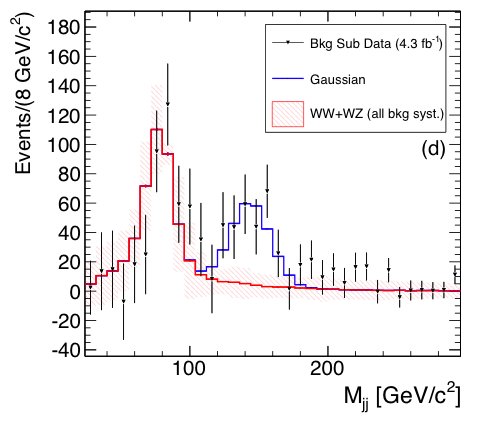 Events/(8 GeV/c²)
180
160
140
120
100
80
60
40
20
0
-20
-40
Bkg Sub Data (4.3 fb⁻¹)
Gaussian
WW+WZ (all bkg syst.)
(d)
100 200
Mjj [GeV/c²]